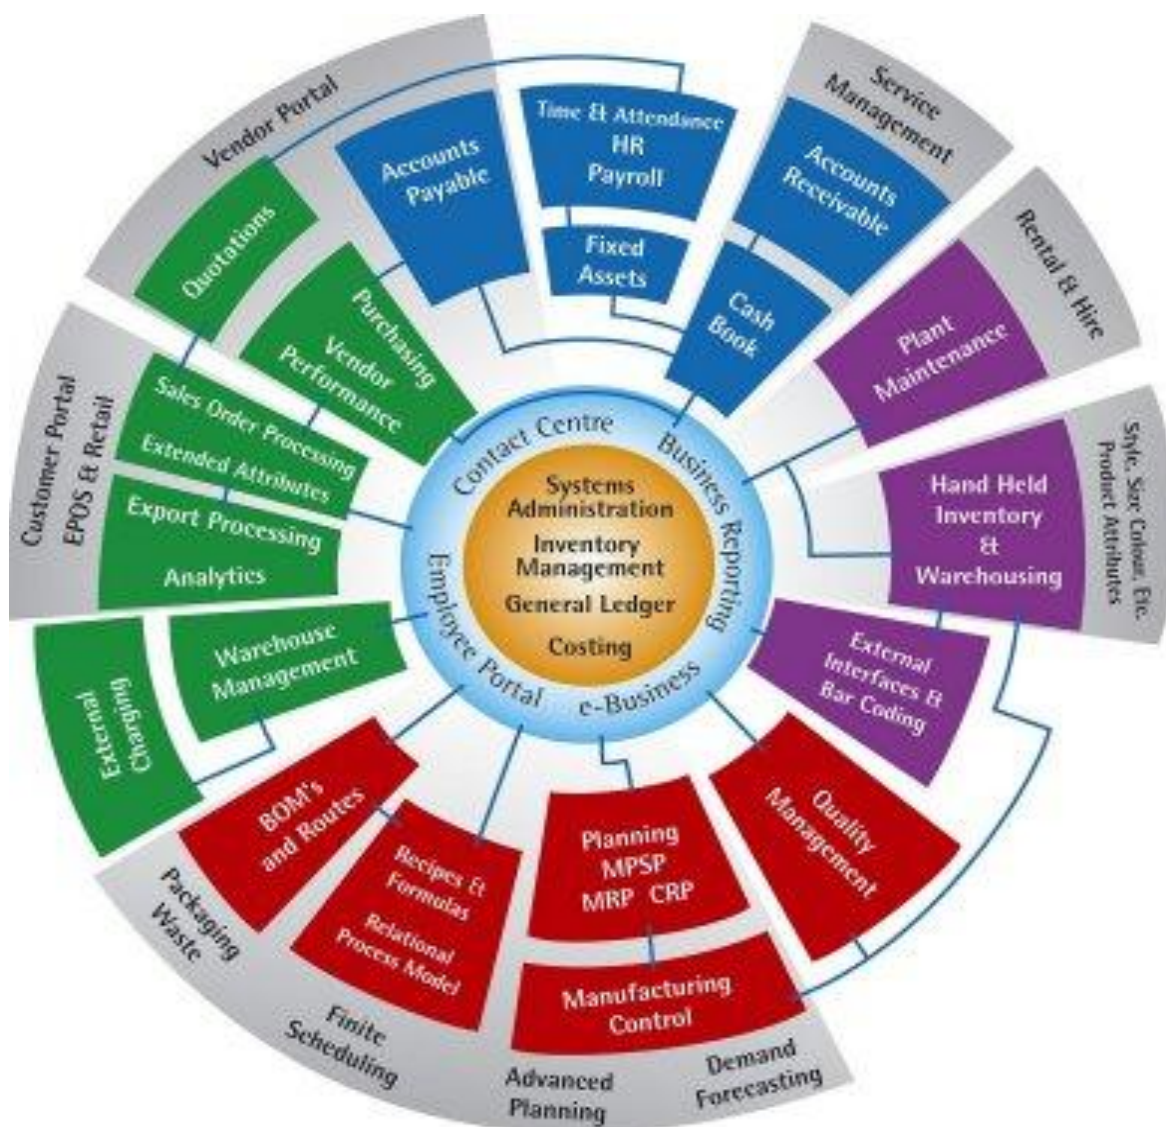 Vendor Portal
Quotations
Accounts
Payable
Purchasing
Vendor
Performance
Time & Attendance
HR
Payroll
Fixed
Assets
Service
Management
Accounts
Receivable
Cash
Book
Rental & Hire
Plant
Maintenance
Style, Size Colour, Etc.
Product Attributes
Hand Held
Inventory
&
Warehousing
External
Interfaces &
Bar Coding
Quality
Management
Planning
MPSP
MRP CRP
Manufacturing
Control
Demand
Forecasting
Advanced
Planning
Finite
Scheduling
Recipes &
Formulas
Relational
Process Model
BOM's
and Routes
Packaging
Waste
External
Charging
Warehouse
Management
Customer Portal
EPOS & Retail
Sales Order Processing
Extended Attributes
Export Processing
Analytics
Contact Centre
Business Reporting
e-Business
Employee Portal
Systems
Administration
Inventory
Management
General Ledger
Costing